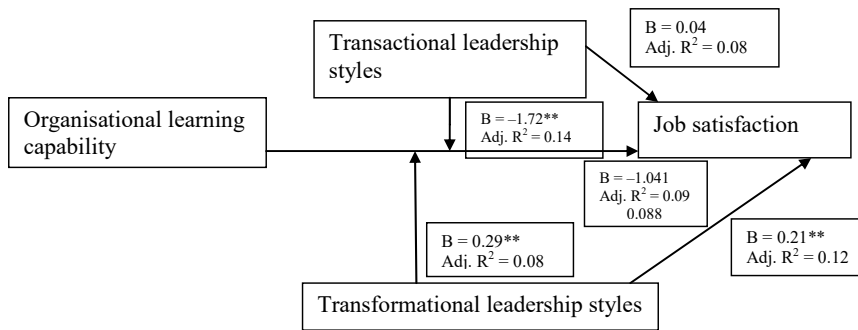 Transactional leadership
styles
B = 0.04
Adj. R² = 0.08
Organisational learning
capability
B = –1.72**
Adj. R² = 0.14
Job satisfaction
B = –1.041
Adj. R² = 0.09
0.088
B = 0.29**
Adj. R² = 0.08
B = 0.21**
Adj. R² = 0.12
Transformational leadership styles